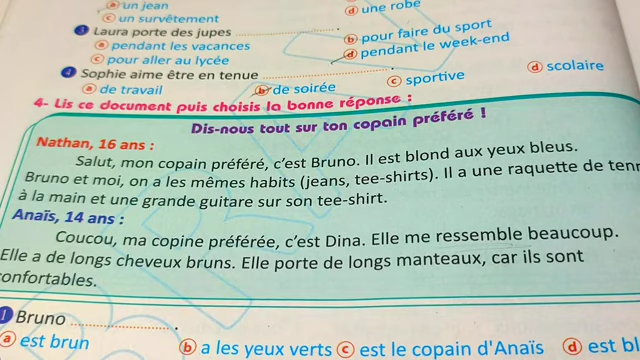 ⓐ un jean
ⓓ une robe
ⓒ un survêtement
❸ Laura porte des jupes ....................
ⓐ pendant les vacances
ⓑ pour faire du sport
ⓒ pour aller au lycée
ⓓ pendant le week-end
❹ Sophie aime être en tenue ....................
ⓐ de travail ⓑ de soirée ⓒ sportive ⓓ scolaire
4- Lis ce document puis choisis la bonne réponse :
Dis-nous tout sur ton copain préféré !
Nathan, 16 ans :
Salut, mon copain préféré, c'est Bruno. Il est blond aux yeux bleus.
Bruno et moi, on a les mêmes habits (jeans, tee-shirts). Il a une raquette de tenn
à la main et une grande guitare sur son tee-shirt.
Anaïs, 14 ans :
Coucou, ma copine préférée, c'est Dina. Elle me ressemble beaucoup.
Elle a de longs cheveux bruns. Elle porte de longs manteaux, car ils sont
confortables.
❶ Bruno .................... .
ⓐ est brun ⓑ a les yeux verts ⓒ est le copain d'Anaïs ⓓ est bl